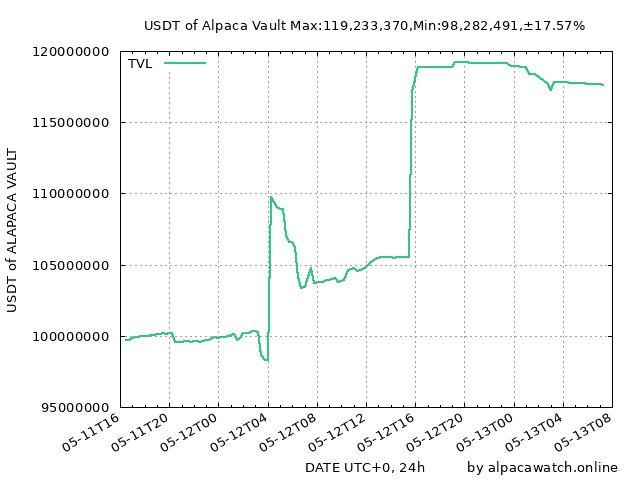 USDT of Alpaca Vault Max:119,233,370,Min:98,282,491,±17.57%
120000000
TVL
115000000
110000000
105000000
100000000
95000000
USDT of ALAPACA VAULT
05-11T16
05-11T20
05-12T00
05-12T04
05-12T08
05-12T12
05-12T16
05-12T20
05-13T00
05-13T04
05-13T08
DATE UTC+0, 24h
by alpacawatch.online